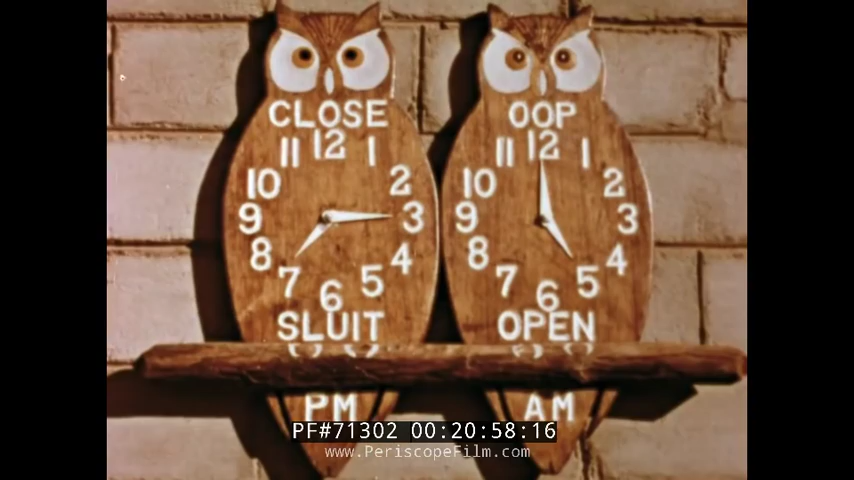 CLOSE
11 12 1
10 2
9 3
8 4
7 6 5
SLUIT
PM
OOP
11 12 1
10 2
9 3
8 4
7 6 5
OPEN
AM
PF#71302 00:20:58:16
www.PeriscopeFilm.com